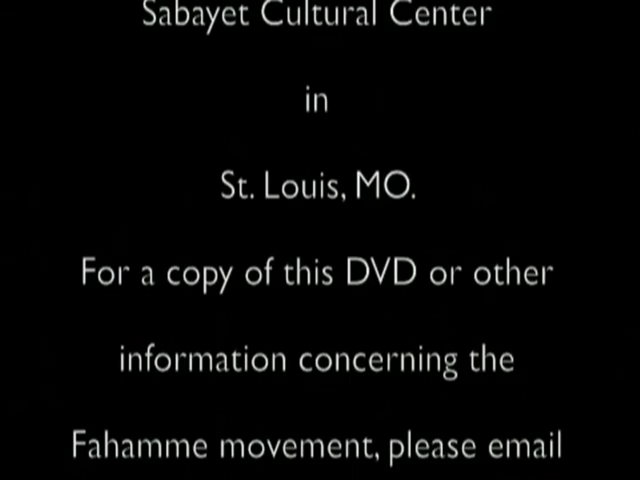 Sabayet Cultural Center
in
St. Louis, MO.
For a copy of this DVD or other
information concerning the
Fahamme movement, please email